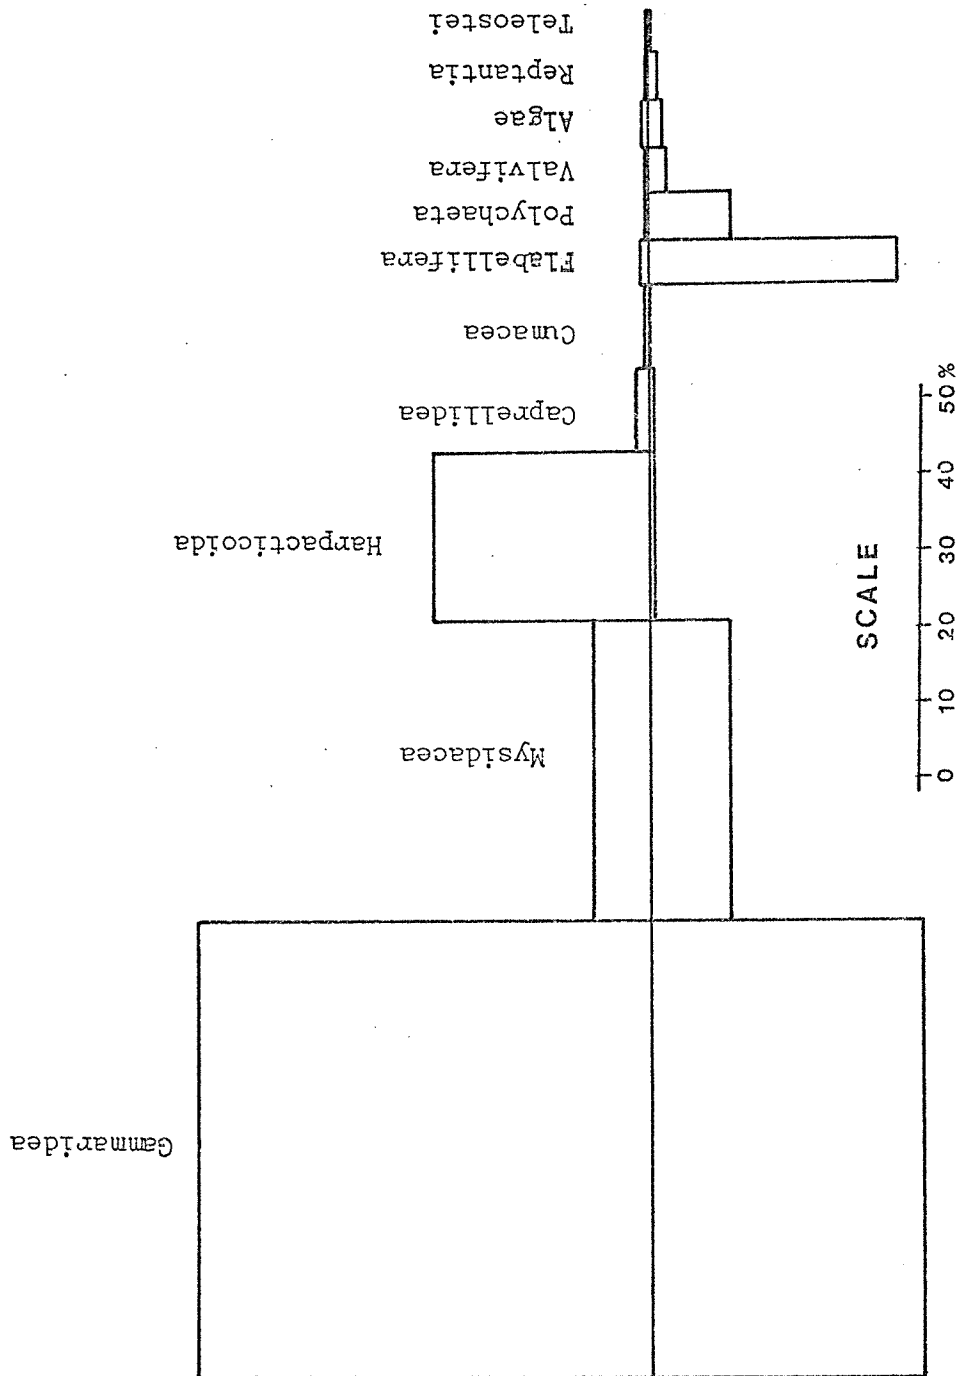 Teleostei
Reptantia
Algae
Valvifera
Polychaeta
Flabellifera
Cumacea
Caprellidea
Harpacticoida
Mysidacea
Gammaridea
SCALE
0 10 20 30 40 50%